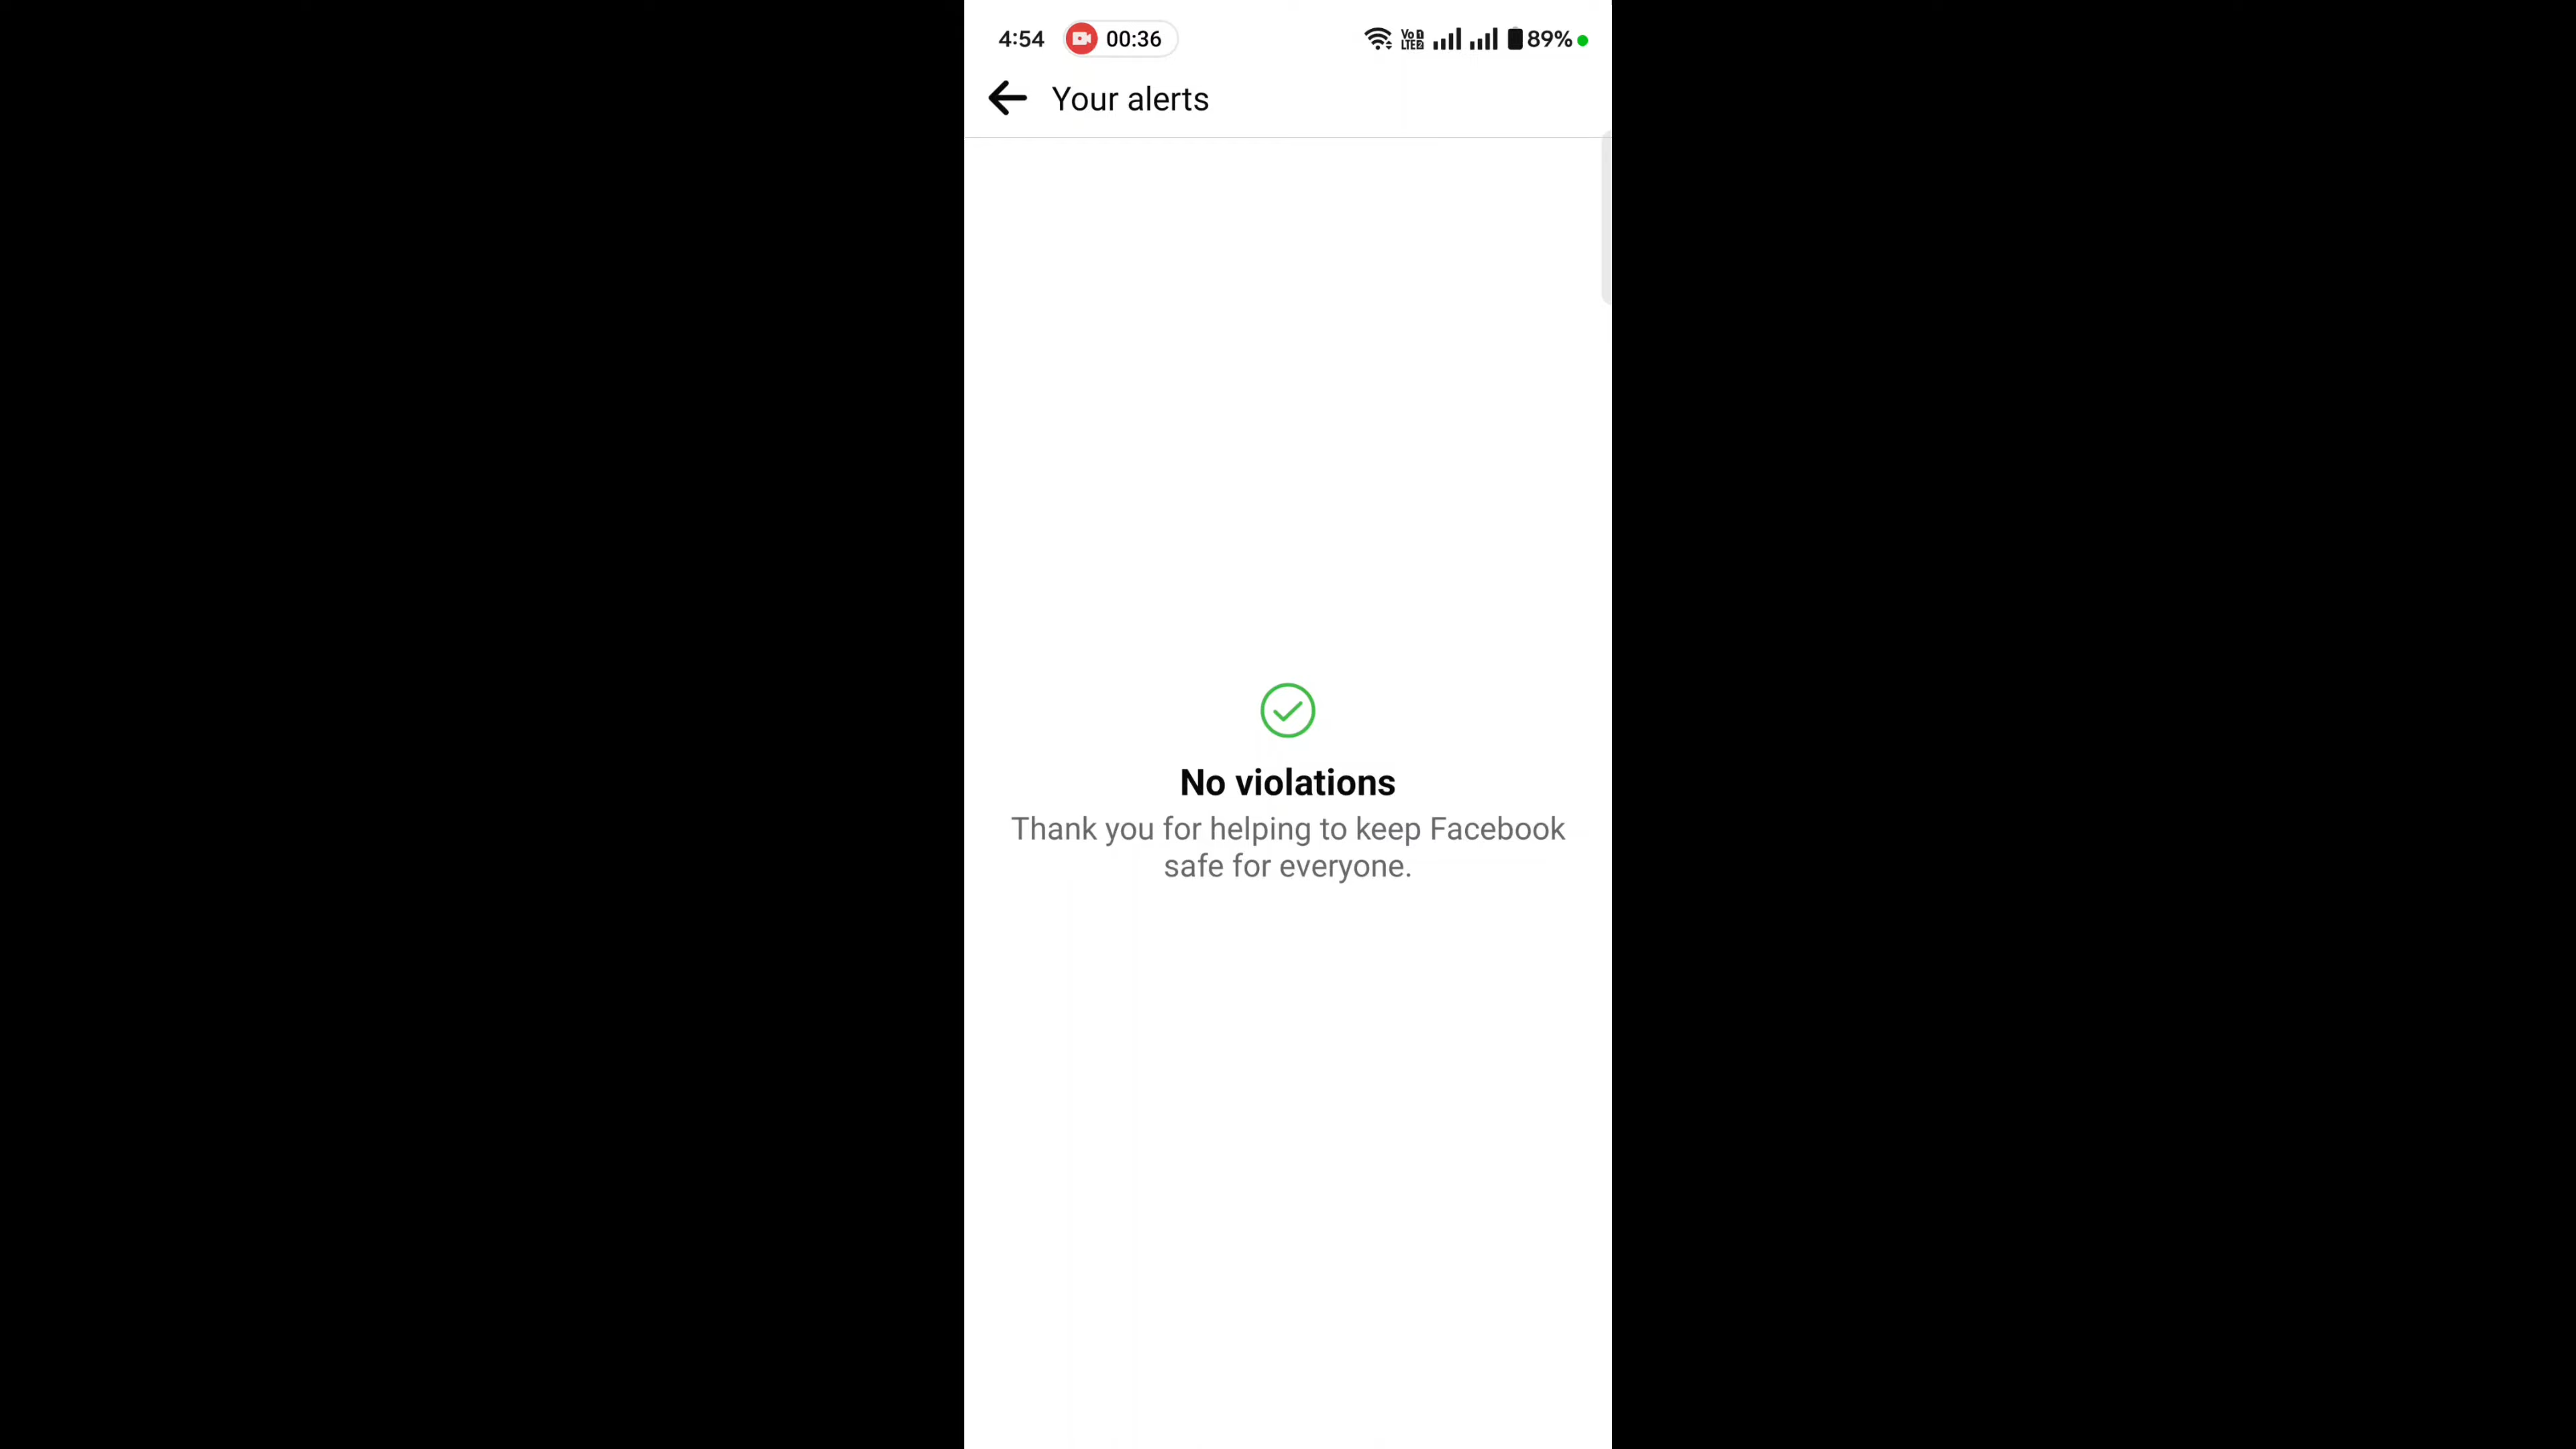 4:54 00:36 89%
Your alerts
No violations
Thank you for helping to keep Facebook
safe for everyone.